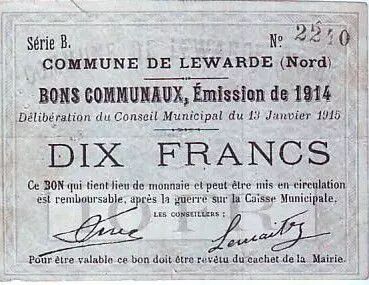 Série B. № 2210
COMMUNE DE LEWARDE (Nord)
BONS COMMUNAUX, Émission de 1914
Délibération du Conseil Municipal du 13 Janvier 1915
DIX FRANCS
Ce BON qui tient lieu de monnaie et peut être mis en circulation
est remboursable, après la guerre sur la Caisse Municipale.
LES CONSEILLERS :
Lemaitre
Pour être valable ce bon doit être revêtu du cachet de la Mairie.